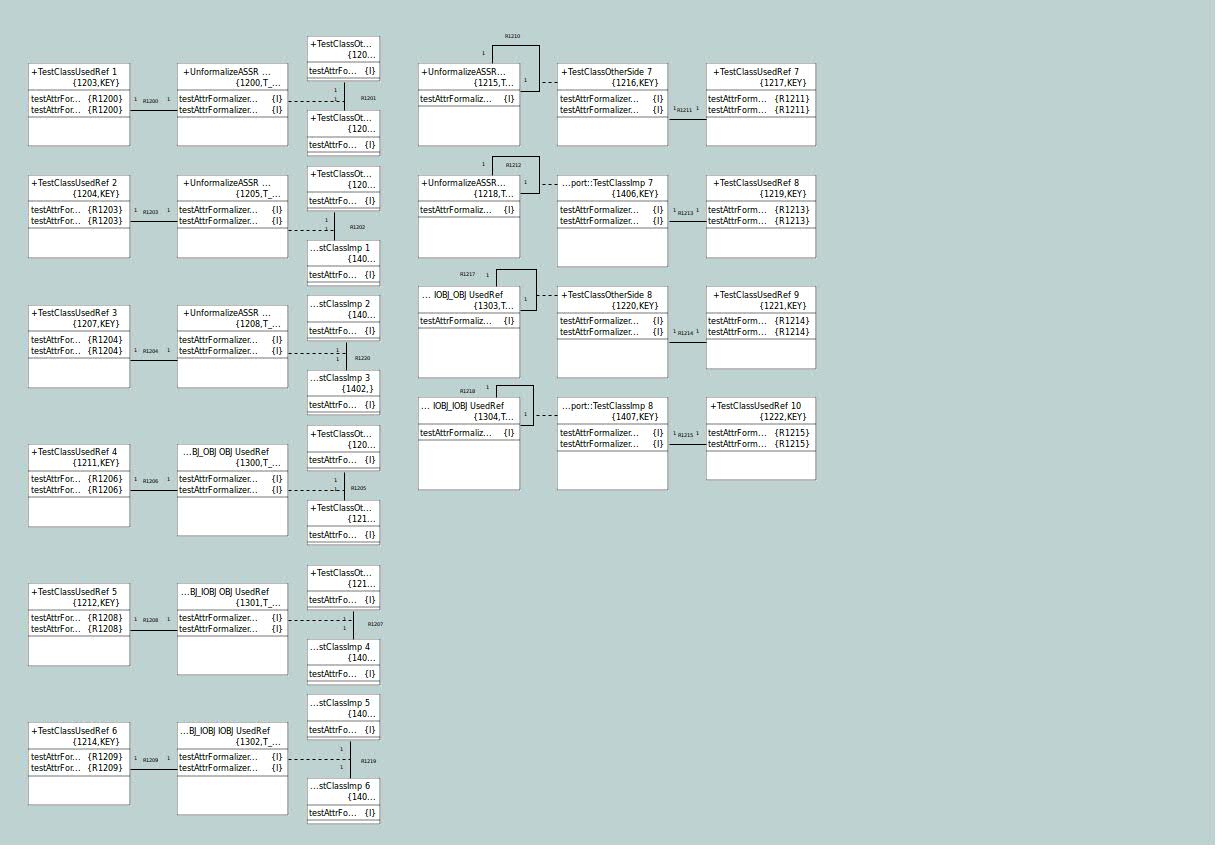 +TestClassUsedRef 1
{1203,KEY}
testAttrFor... {R1200}
testAttrFor... {R1200}
1 R1200 1
+UnformalizeASSR ...
{1200,T_...
testAttrFormalizer... {I}
testAttrFormalizer... {I}
+TestClassOt...
{120...
testAttrFo... {I}
1
1
R1201
+TestClassOt...
{120...
testAttrFo... {I}
+TestClassUsedRef 2
{1204,KEY}
testAttrFor... {R1203}
testAttrFor... {R1203}
1 R1203 1
+UnformalizeASSR ...
{1205,T_...
testAttrFormalizer... {I}
testAttrFormalizer... {I}
+TestClassOt...
{120...
testAttrFo... {I}
1
1
R1202
...stClassImp 1
{140...
testAttrFo... {I}
+TestClassUsedRef 3
{1207,KEY}
testAttrFor... {R1204}
testAttrFor... {R1204}
1 R1204 1
+UnformalizeASSR ...
{1208,T_...
testAttrFormalizer... {I}
testAttrFormalizer... {I}
...stClassImp 2
{140...
testAttrFo... {I}
1
1
R1220
...stClassImp 3
{1402,}
testAttrFo... {I}
+TestClassUsedRef 4
{1211,KEY}
testAttrFor... {R1206}
testAttrFor... {R1206}
1 R1206 1
...BJ_OBJ OBJ UsedRef
{1300,T_...
testAttrFormalizer... {I}
testAttrFormalizer... {I}
+TestClassOt...
{120...
testAttrFo... {I}
1
1
R1205
+TestClassOt...
{121...
testAttrFo... {I}
+TestClassUsedRef 5
{1212,KEY}
testAttrFor... {R1208}
testAttrFor... {R1208}
1 R1208 1
...BJ_IOBJ OBJ UsedRef
{1301,T_...
testAttrFormalizer... {I}
testAttrFormalizer... {I}
+TestClassOt...
{121...
testAttrFo... {I}
1
1
R1207
...stClassImp 4
{140...
testAttrFo... {I}
+TestClassUsedRef 6
{1214,KEY}
testAttrFor... {R1209}
testAttrFor... {R1209}
1 R1209 1
...BJ_IOBJ IOBJ UsedRef
{1302,T_...
testAttrFormalizer... {I}
testAttrFormalizer... {I}
...stClassImp 5
{140...
testAttrFo... {I}
1
1
R1219
...stClassImp 6
{140...
testAttrFo... {I}
R1210
1
1
+UnformalizeASSR...
{1215,T...
testAttrFormaliz... {I}
+TestClassOtherSide 7
{1216,KEY}
testAttrFormalizer... {I}
testAttrFormalizer... {I}
1 R1211 1
+TestClassUsedRef 7
{1217,KEY}
testAttrForm... {R1211}
testAttrForm... {R1211}
1 R1212
1
+UnformalizeASSR...
{1218,T...
testAttrFormaliz... {I}
...port::TestClassImp 7
{1406,KEY}
testAttrFormalizer... {I}
testAttrFormalizer... {I}
1 R1213 1
+TestClassUsedRef 8
{1219,KEY}
testAttrForm... {R1213}
testAttrForm... {R1213}
R1217 1
1
... IOBJ_OBJ UsedRef
{1303,T...
testAttrFormaliz... {I}
+TestClassOtherSide 8
{1220,KEY}
testAttrFormalizer... {I}
testAttrFormalizer... {I}
1 R1214 1
+TestClassUsedRef 9
{1221,KEY}
testAttrForm... {R1214}
testAttrForm... {R1214}
R1218 1
1
... IOBJ_IOBJ UsedRef
{1304,T...
testAttrFormaliz... {I}
...port::TestClassImp 8
{1407,KEY}
testAttrFormalizer... {I}
testAttrFormalizer... {I}
1 R1215 1
+TestClassUsedRef 10
{1222,KEY}
testAttrForm... {R1215}
testAttrForm... {R1215}